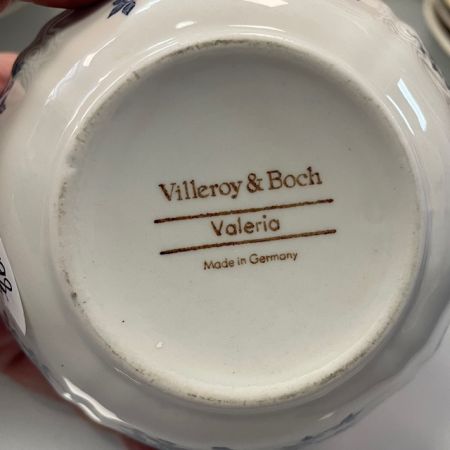 Villeroy & Boch
Valeria
Made in Germany